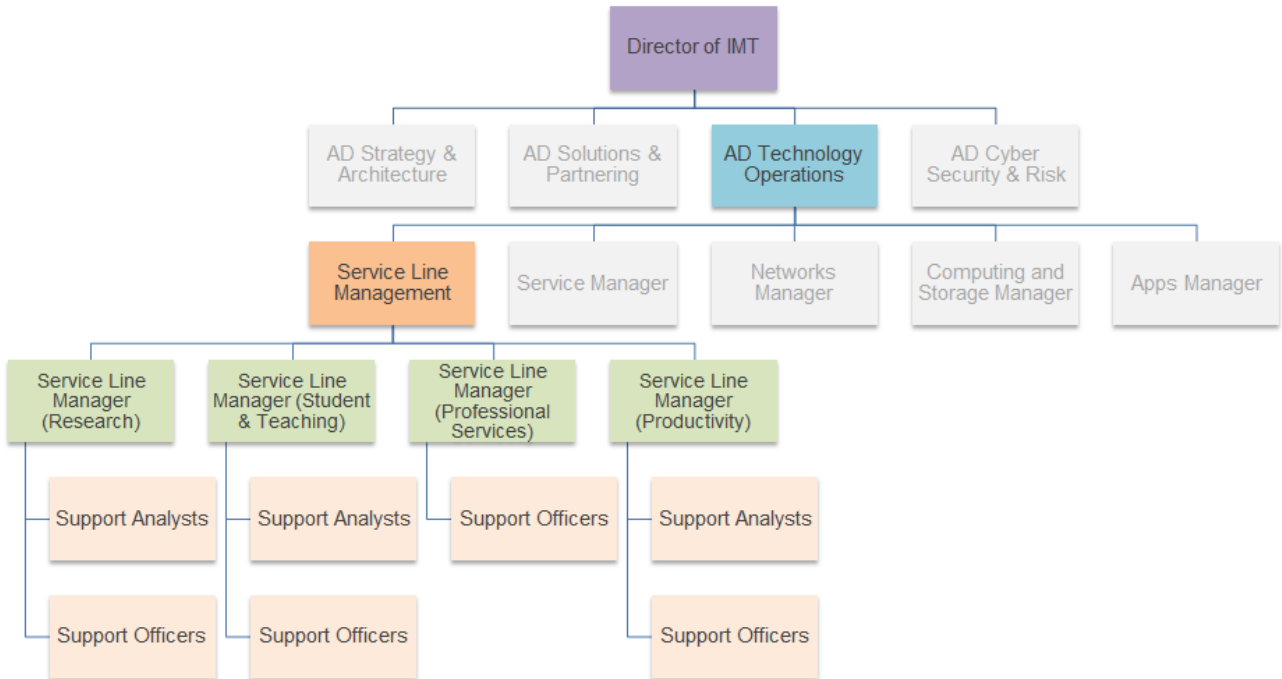 Director of IMT
AD Strategy &
Architecture
AD Solutions &
Partnering
AD Technology
Operations
AD Cyber
Security & Risk
Service Line
Management
Service Manager
Networks
Manager
Computing and
Storage Manager
Apps Manager
Service Line
Manager
(Research)
Service Line
Manager (Student
& Teaching)
Service Line
Manager
(Professional
Services)
Service Line
Manager
(Productivity)
Support Analysts
Support Analysts
Support Officers
Support Analysts
Support Officers
Support Officers
Support Officers